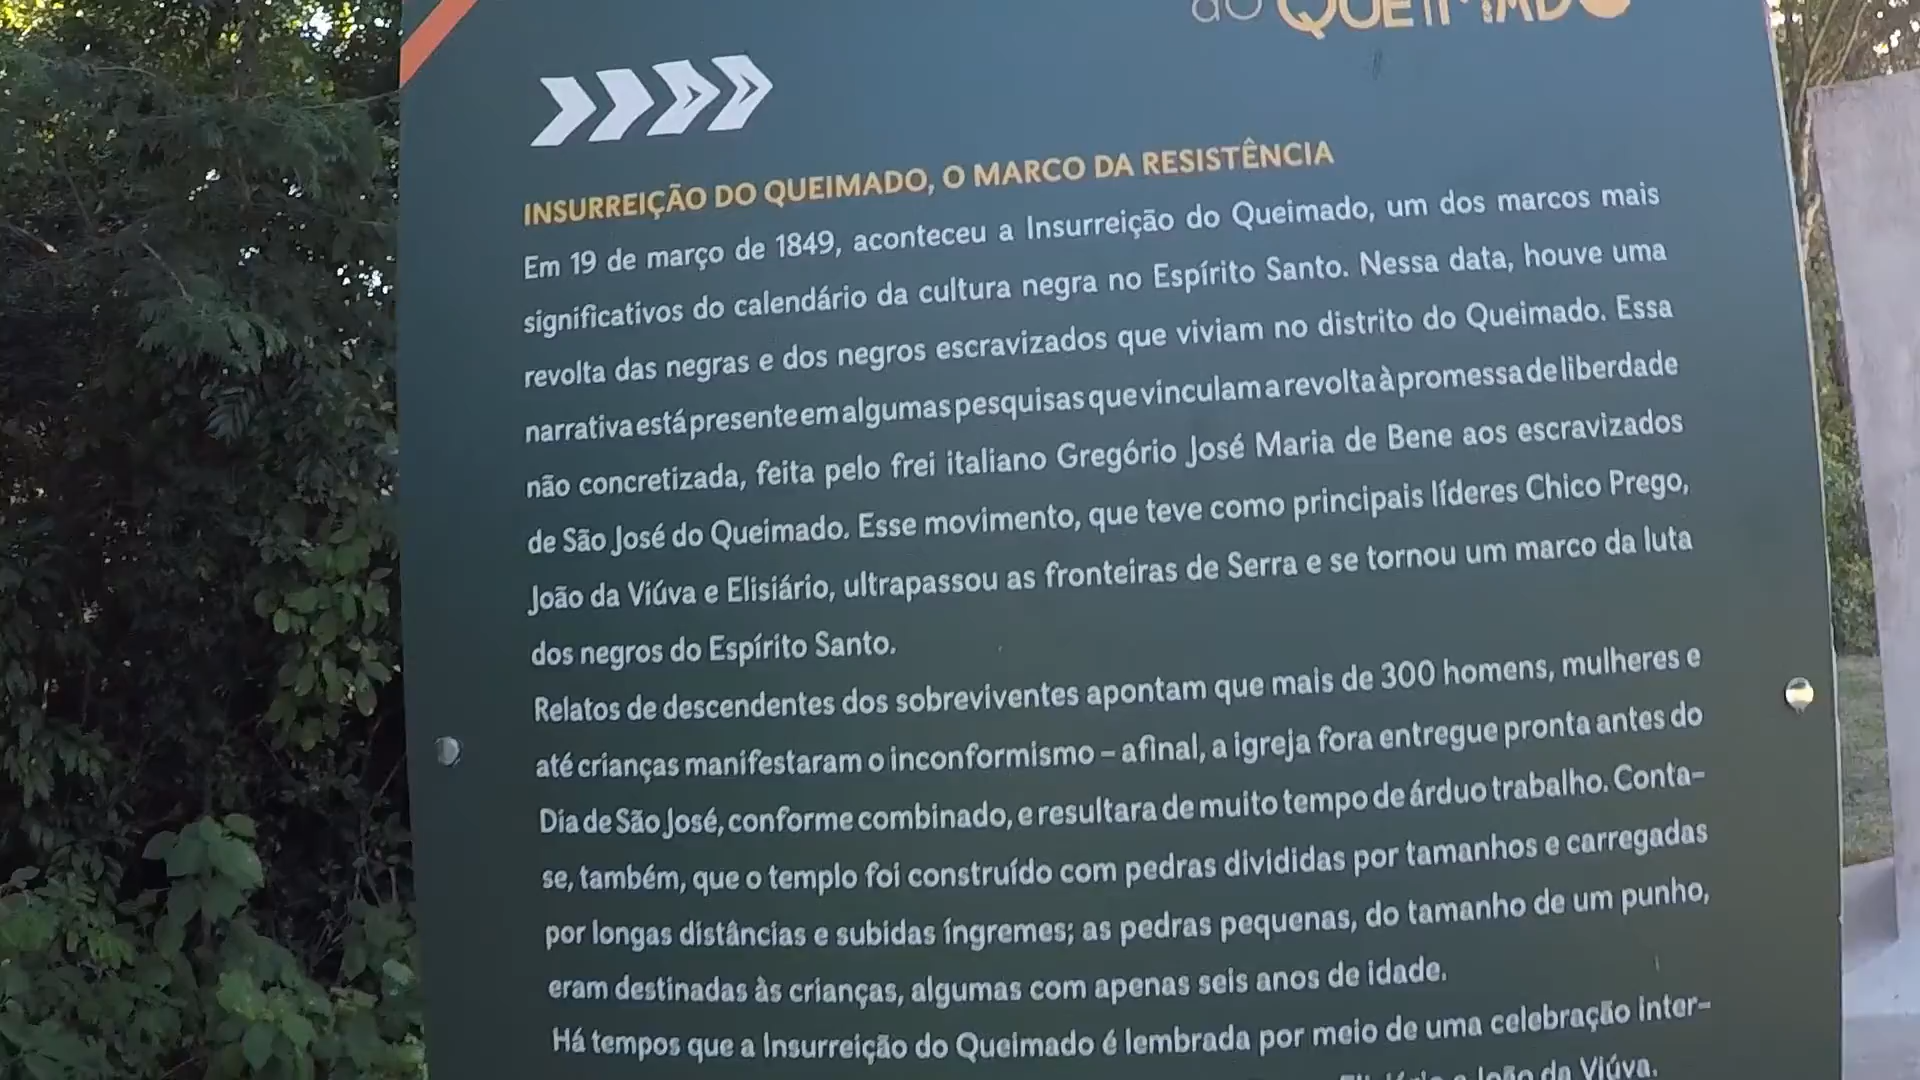 do QUEIMADO
INSURREIÇÃO DO QUEIMADO, O MARCO DA RESISTÊNCIA
Em 19 de março de 1849, aconteceu a Insurreição do Queimado, um dos marcos mais
significativos do calendário da cultura negra no Espírito Santo. Nessa data, houve uma
revolta das negras e dos negros escravizados que viviam no distrito do Queimado. Essa
narrativa está presente em algumas pesquisas que vinculam a revolta à promessa de liberdade
não concretizada, feita pelo frei italiano Gregório José Maria de Bene aos escravizados
de São José do Queimado. Esse movimento, que teve como principais líderes Chico Prego,
João da Viúva e Elisiário, ultrapassou as fronteiras de Serra e se tornou um marco da luta
dos negros do Espírito Santo.
Relatos de descendentes dos sobreviventes apontam que mais de 300 homens, mulheres e
até crianças manifestaram o inconformismo – afinal, a igreja fora entregue pronta antes do
Dia de São José, conforme combinado, e resultara de muito tempo de árduo trabalho. Conta-
se, também, que o templo foi construído com pedras divididas por tamanhos e carregadas
por longas distâncias e subidas íngremes; as pedras pequenas, do tamanho de um punho,
eram destinadas às crianças, algumas com apenas seis anos de idade.
Há tempos que a Insurreição do Queimado é lembrada por meio de uma celebração inter-
Elisiário e João da Viúva.